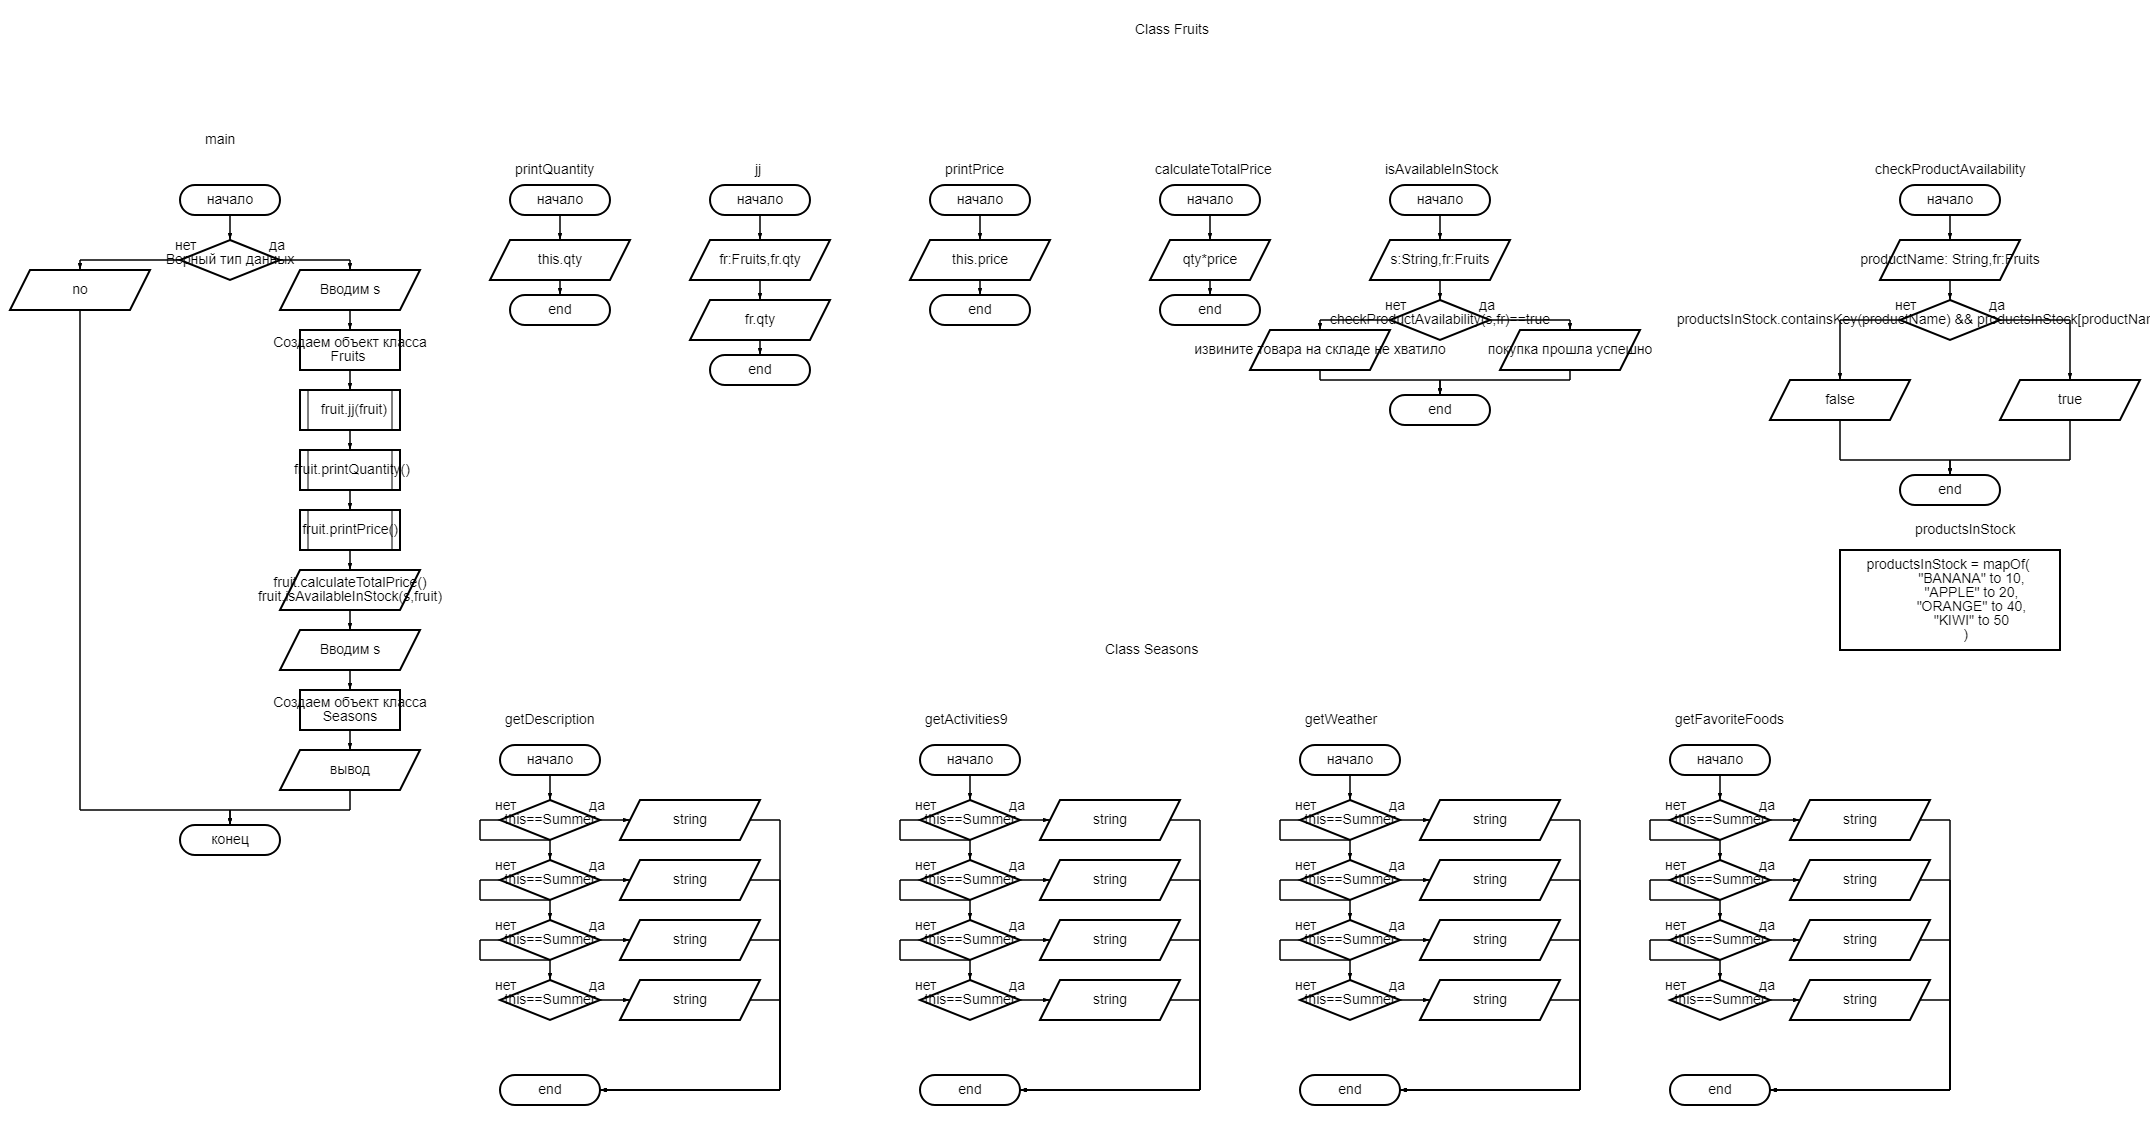 Class Fruits
main
начало
нет
да
Верный тип данных
no
Вводим s
Создаем объект класса
Fruits
fruit.jj(fruit)
fruit.printQuantity()
fruit.printPrice()
fruit.calculateTotalPrice()
fruit.isAvailableInStock(s,fruit)
Вводим s
Создаем объект класса
Seasons
вывод
конец
printQuantity
начало
this.qty
end
jj
начало
fr:Fruits,fr.qty
fr.qty
end
printPrice
начало
this.price
end
calculateTotalPrice
начало
qty*price
end
isAvailableInStock
начало
s:String,fr:Fruits
нет
да
checkProductAvailability(s,fr)==true
извините товара на складе не хватило
покупка прошла успешно
end
checkProductAvailability
начало
productName: String,fr:Fruits
нет
да
productsInStock.containsKey(productName) && productsInStock[productNar
false
true
end
productsInStock
productsInStock = mapOf(
"BANANA" to 10,
"APPLE" to 20,
"ORANGE" to 40,
"KIWI" to 50
)
Class Seasons
getDescription
начало
нет
да
this==Summer
string
нет
да
this==Summer
string
нет
да
this==Summer
string
нет
да
this==Summer
string
end
getActivities9
начало
нет
да
this==Summer
string
нет
да
this==Summer
string
нет
да
this==Summer
string
нет
да
this==Summer
string
end
getWeather
начало
нет
да
this==Summer
string
нет
да
this==Summer
string
нет
да
this==Summer
string
нет
да
this==Summer
string
end
getFavoriteFoods
начало
нет
да
this==Summer
string
нет
да
this==Summer
string
нет
да
this==Summer
string
нет
да
this==Summer
string
end